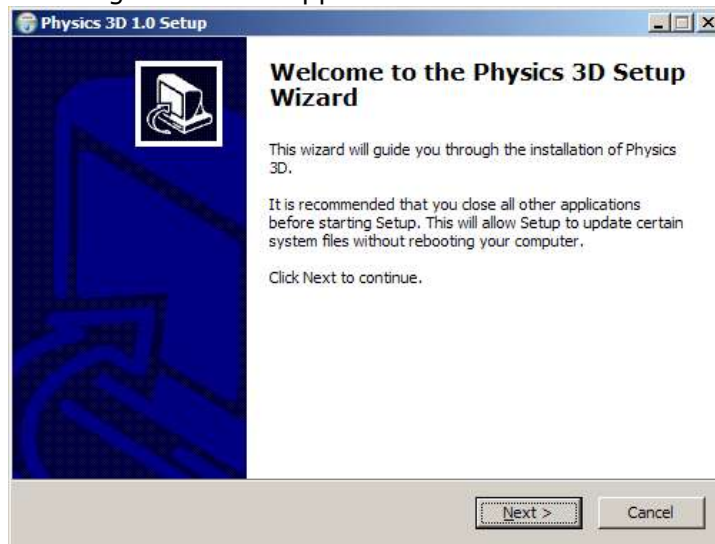 Physics 3D 1.0 Setup
Welcome to the Physics 3D Setup
Wizard
This wizard will guide you through the installation of Physics
3D.
It is recommended that you close all other applications
before starting Setup. This will allow Setup to update certain
system files without rebooting your computer.
Click Next to continue.
Next >
Cancel